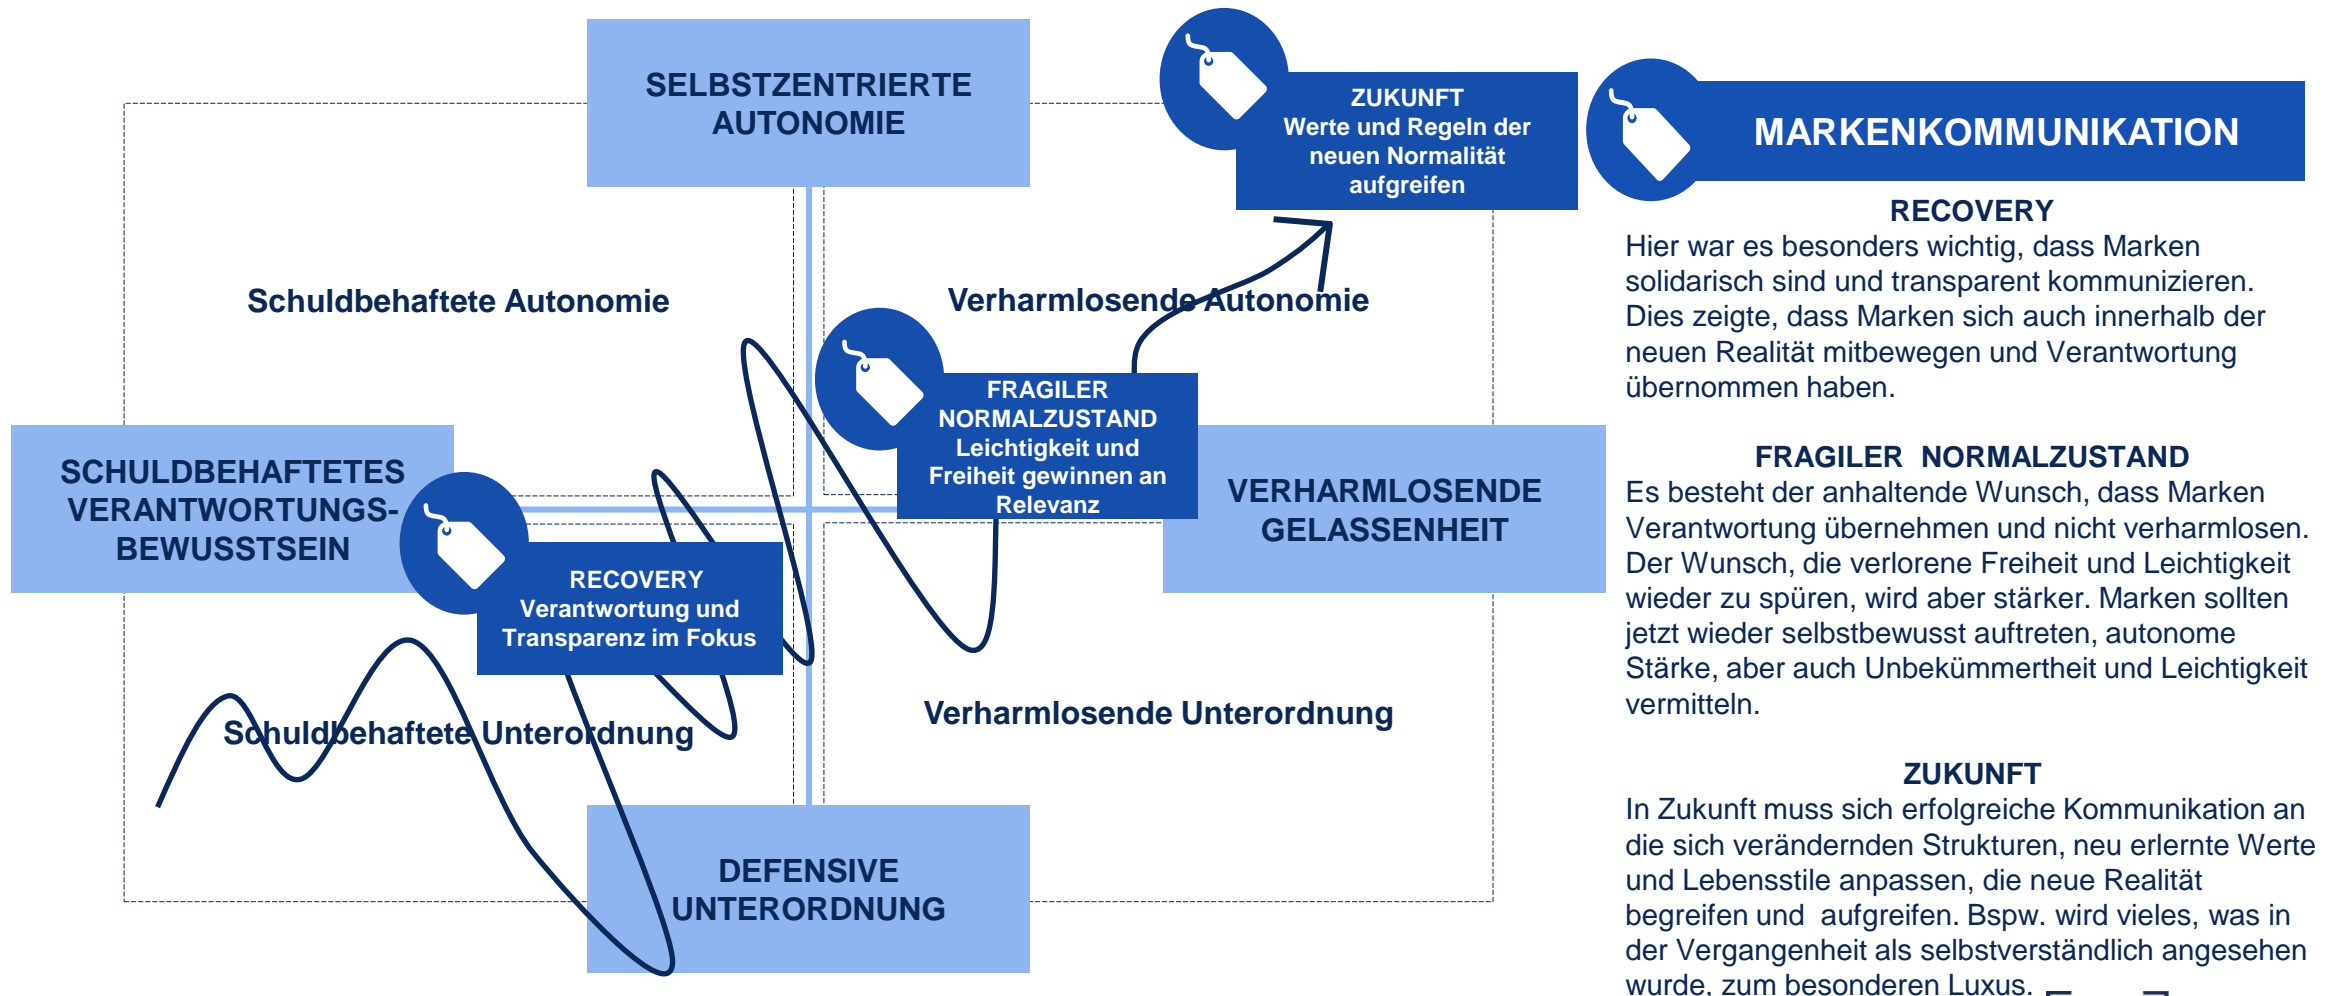 SELBSTZENTRIERTE
AUTONOMIE
ZUKUNFT
Werte und Regeln der
neuen Normalität
aufgreifen
Schuldbehaftete Autonomie
Verharmlosende Autonomie
FRAGILER
NORMALZUSTAND
Leichtigkeit und
Freiheit gewinnen an
Relevanz
SCHULDBEHAFTETES
VERANTWORTUNGS-
BEWUSSTSEIN
VERHARMLOSENDE
GELASSENHEIT
RECOVERY
Verantwortung und
Transparenz im Fokus
Schuldbehaftete Unterordnung
Verharmlosende Unterordnung
DEFENSIVE
UNTERORDNUNG
MARKENKOMMUNIKATION
RECOVERY
Hier war es besonders wichtig, dass Marken
solidarisch sind und transparent kommunizieren.
Dies zeigte, dass Marken sich auch innerhalb der
neuen Realität mitbewegen und Verantwortung
übernommen haben.
FRAGILER NORMALZUSTAND
Es besteht der anhaltende Wunsch, dass Marken
Verantwortung übernehmen und nicht verharmlosen.
Der Wunsch, die verlorene Freiheit und Leichtigkeit
wieder zu spüren, wird aber stärker. Marken sollten
jetzt wieder selbstbewusst auftreten, autonome
Stärke, aber auch Unbekümmertheit und Leichtigkeit
vermitteln.
ZUKUNFT
In Zukunft muss sich erfolgreiche Kommunikation an
die sich verändernden Strukturen, neu erlernte Werte
und Lebensstile anpassen, die neue Realität
begreifen und aufgreifen. Bspw. wird vieles, was in
der Vergangenheit als selbstverständlich angesehen
wurde, zum besonderen Luxus.